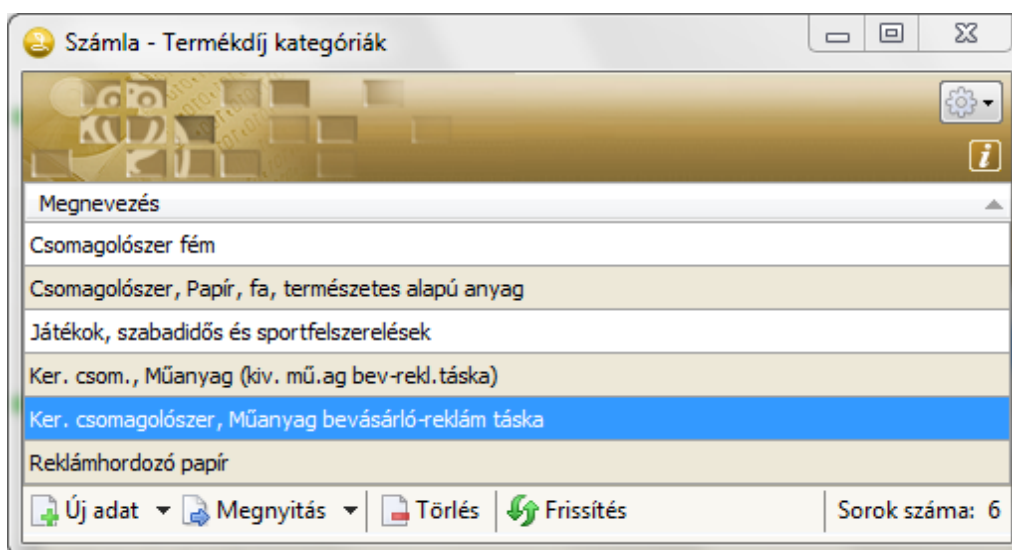 Számla - Termékdíj kategóriák
Megnevezés
Csomagolószer fém
Csomagolószer, Papír, fa, természetes alapú anyag
Játékok, szabadidős és sportfelszerelések
Ker. csom., Műanyag (kiv. mű.ag bev-rekl.táska)
Ker. csomagolószer, Műanyag bevásárló-reklám táska
Reklámhordozó papír
Új adat Megnyitás Törlés Frissítés Sorok száma: 6